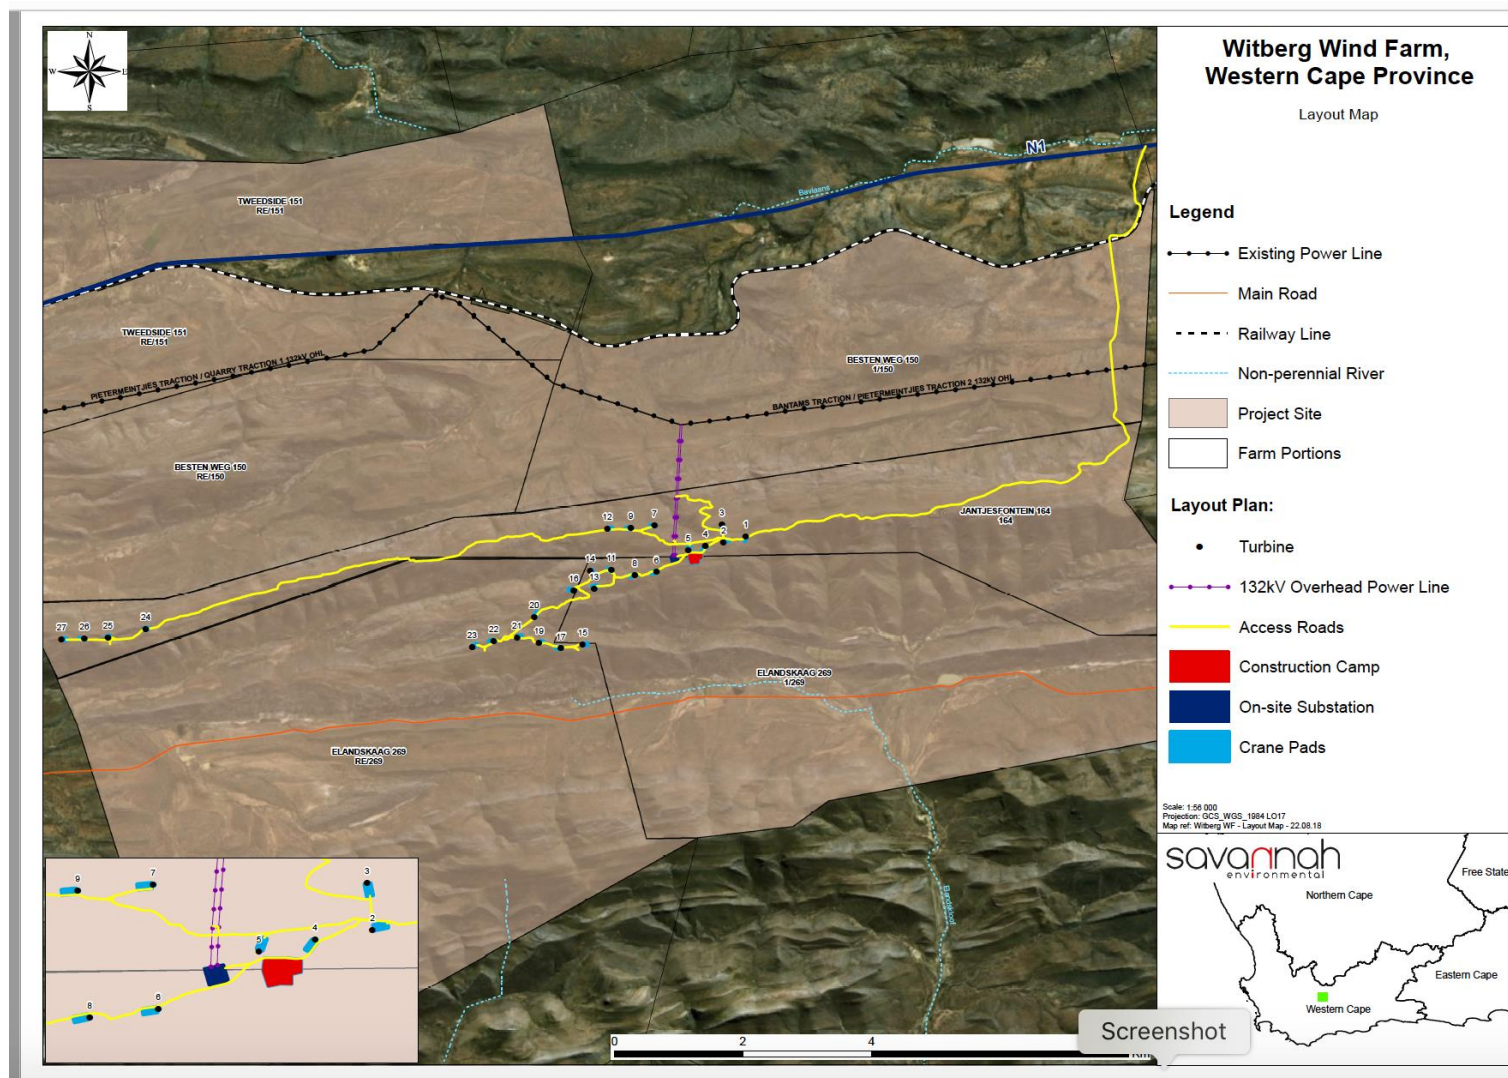 Witberg Wind Farm,
Western Cape Province
Layout Map
N
W
E
S
N1
Baviaans
TWEEDSIDE 151
RE/151
TWEEDSIDE 151
RE/151
PIETERMEINTJIES TRACTION / QUARRY TRACTION 1 132kV OHL
BESTEN WEG 150
1/150
BANTAMS TRACTION / PIETERMEINTJIES TRACTION 2 132kV OHL
BESTEN WEG 150
RE/150
JANTJESFONTEIN 164
164
12
9
7
3
1
2
4
5
14
11
8
6
16
13
20
27
26
25
24
23
22
21
19
17
15
ELANDSKAAG 269
1/269
ELANDSKAAG 269
RE/269
9
7
3
2
4
5
8
6
0
2
4
Legend
Existing Power Line
Main Road
Railway Line
Non-perennial River
Project Site
Farm Portions
Layout Plan:
Turbine
132kV Overhead Power Line
Access Roads
Construction Camp
On-site Substation
Crane Pads
Scale: 1:56 000
Projection: GCS_WGS_1984 LO17
Map ref: Witberg WF - Layout Map - 22.08.18
savannah
environmental
Free State
Northern Cape
Eastern Cape
Western Cape
Screenshot